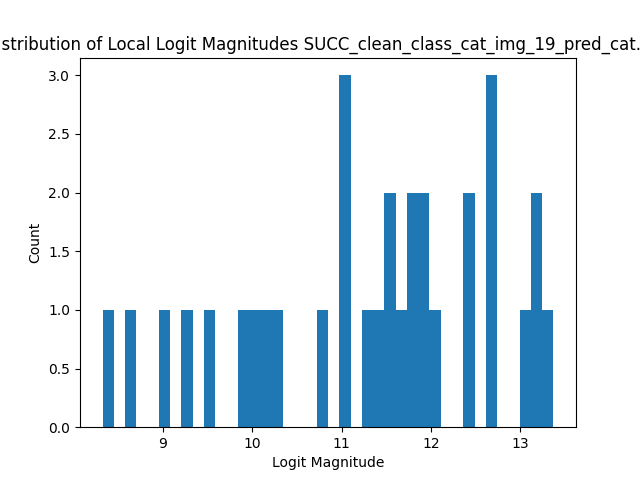 stribution of Local Logit Magnitudes SUCC_clean_class_cat_img_19_pred_cat.
3.0
2.5
2.0
1.5
1.0
0.5
0.0
Count
9 10 11 12 13
Logit Magnitude